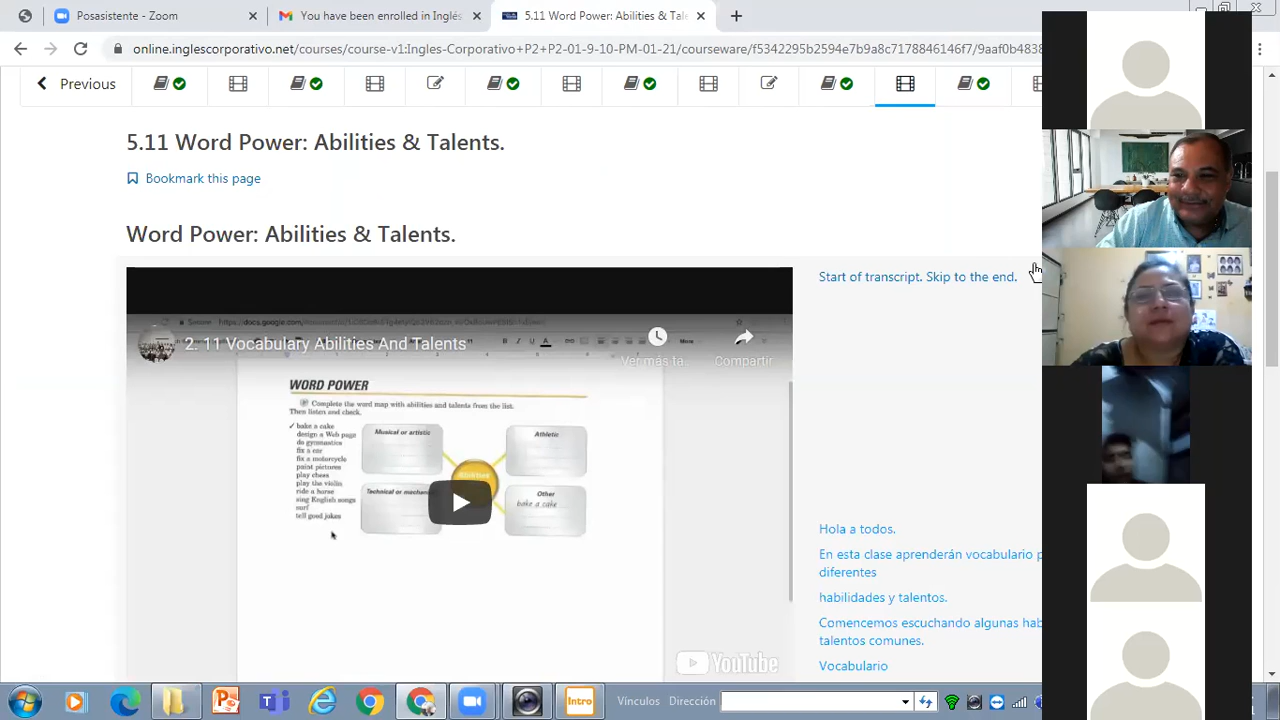 Posasistente - Zoom
You have been enrolled in Inglés
5.11 Word Power: Abilities & Tale
online.inglescorporativo.net/courses/course-v1:Ingles-Corporativo+P2+P2-01-9-10-PM-01-21/courseware/f5342295b2594e7b9a8c7178846146f7/9aaf0b4838
Previous
5.11 Word Power: Abilities & Talents.
Bookmark this page
Word Power: Abilities & Talents.
Start of transcript. Skip to the end.
2. 11 Vocabulary Abilities And Talents
Ver más ta...
Compartir
WORD POWER
Complete the word map with abilities and talents from the list.
Then listen and check.
✓ bake a cake
design a Web page
do gymnastics
fix a car
fix a motorcycle
paint pictures
play chess
play the violin
ride a horse
sing English songs
surf
tell good jokes
Musical or artistic
Athletic
Technical or mechan
Other
bake a cake
Hola a todos.
En esta clase aprenderán vocabulario p
diferentes
habilidades y talentos.
Comencemos escuchando algunas hab
talentos comunes.
Vocabulario
YouTube
Intro
Vínculos
Dirección